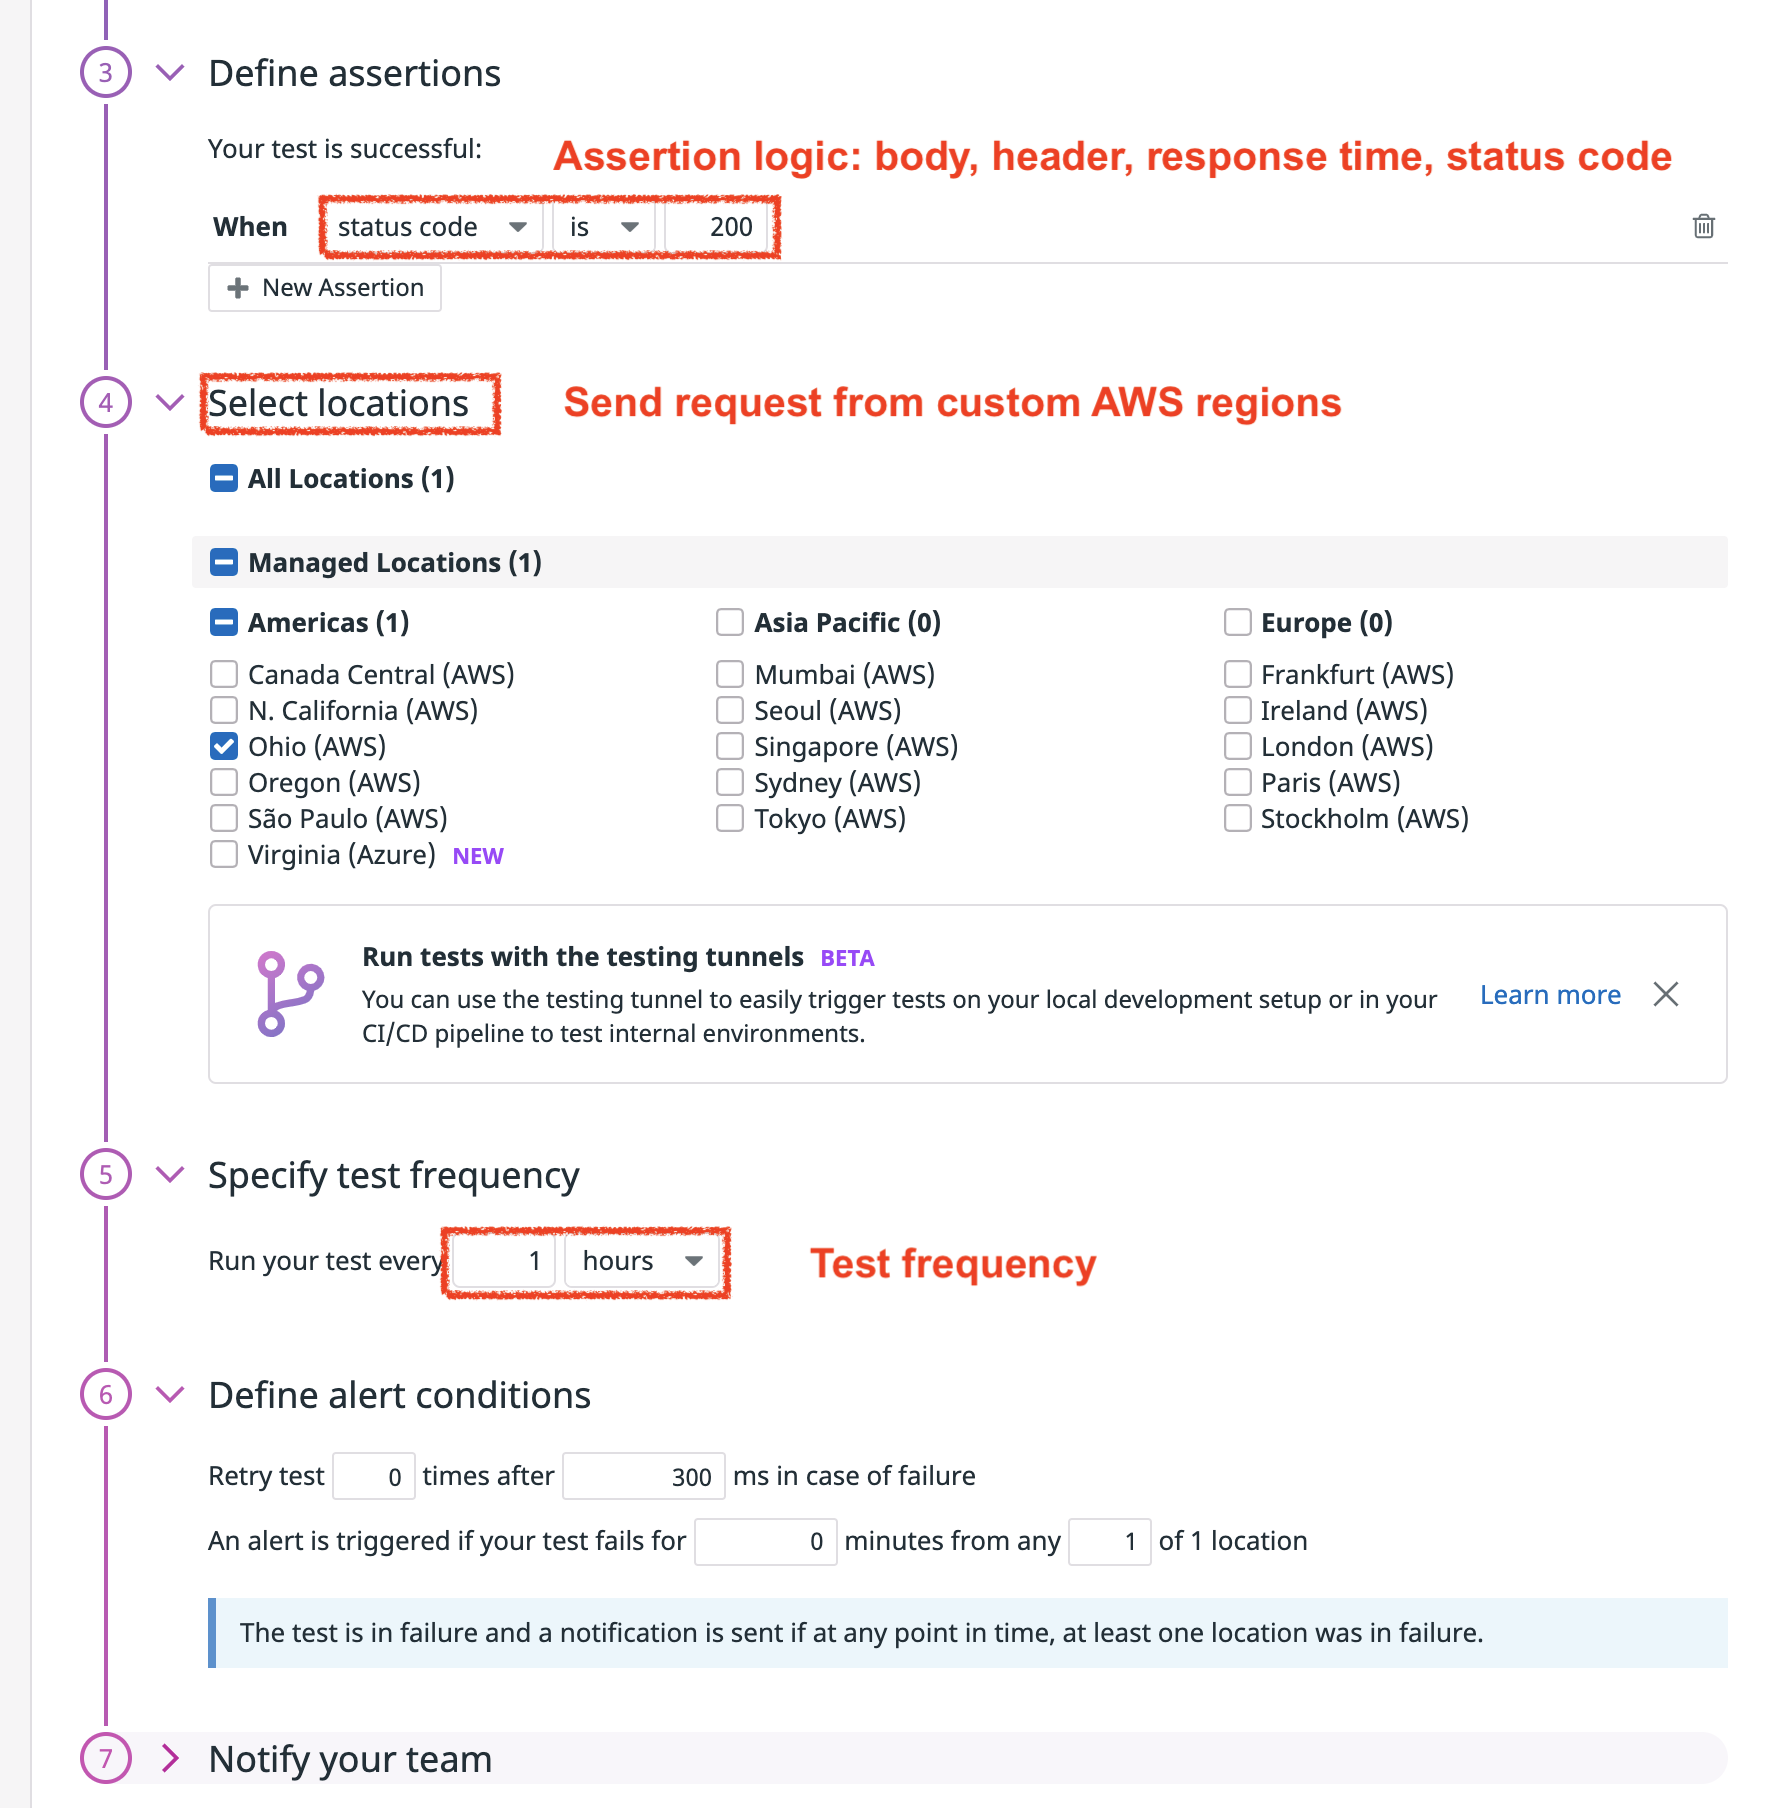 3 Define assertions
Your test is successful:
Assertion logic: body, header, response time, status code
When status code is 200
New Assertion
4 Select locations
Send request from custom AWS regions
All Locations (1)
Managed Locations (1)
Americas (1) Asia Pacific (0) Europe (0)
Canada Central (AWS) Mumbai (AWS) Frankfurt (AWS)
N. California (AWS) Seoul (AWS) Ireland (AWS)
Ohio (AWS) Singapore (AWS) London (AWS)
Oregon (AWS) Sydney (AWS) Paris (AWS)
São Paulo (AWS) Tokyo (AWS) Stockholm (AWS)
Virginia (Azure) NEW
Run tests with the testing tunnels BETA
You can use the testing tunnel to easily trigger tests on your local development setup or in your
CI/CD pipeline to test internal environments.
Learn more
5 Specify test frequency
Run your test every 1 hours
Test frequency
6 Define alert conditions
Retry test 0 times after 300 ms in case of failure
An alert is triggered if your test fails for 0 minutes from any 1 of 1 location
The test is in failure and a notification is sent if at any point in time, at least one location was in failure.
7 Notify your team